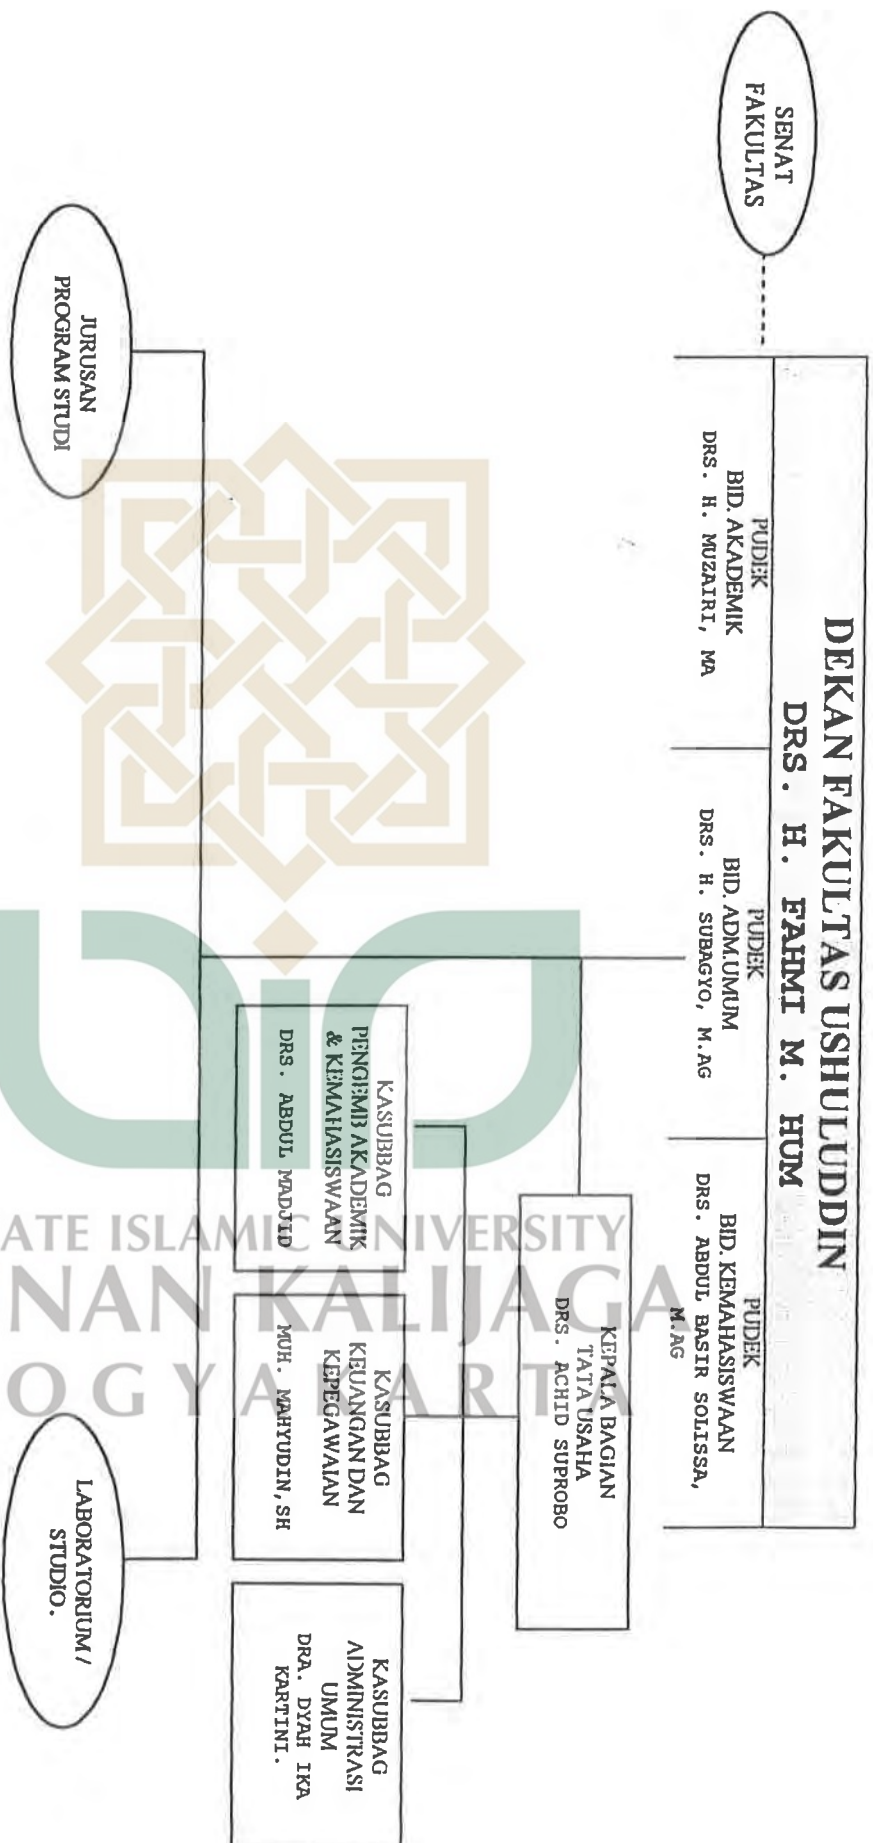 DEKAN FAKULTAS USHULUDDIN
DRS. H. FAHMI M. HUM
SENAT
FAKULTAS
PUDEK
BID. AKADEMIK
DRS. H. MUZAIRI, MA
PUDEK
BID. ADM.UMUM
DRS. H. SUBAGYO, M.AG
PUDEK
BID. KEMAHASISWAAN
DRS. ABDUL BASIR SOLISSA,
M.AG
KEPALA BAGIAN
TATA USAHA
DRS. ACHID SUPROBO
KASUBBAG
PENGEMB AKADEMIK
& KEMAHASISWAAN
DRS. ABDUL MADJID
KASUBBAG
KEUANGAN DAN
KEPEGAWAIAN
MUH. MAHYUDIN, SH
KASUBBAG
ADMINISTRASI
UMUM
DRA. DYAH IKA
KARTINI.
JURUSAN
PROGRAM STUDI
LABORATORIUM /
STUDIO.
ATE ISLAMIC UNIVERSITY
NAN KALIJAGA
OGYAKARTA